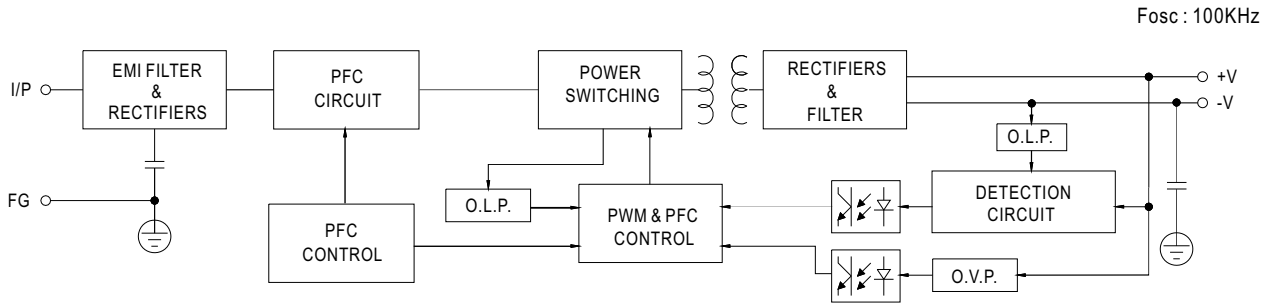 Fosc : 100KHz
I/P
EMI FILTER
&
RECTIFIERS
PFC
CIRCUIT
POWER
SWITCHING
RECTIFIERS
&
FILTER
+V
-V
O.L.P.
FG
O.L.P.
PFC
CONTROL
PWM & PFC
CONTROL
DETECTION
CIRCUIT
O.V.P.